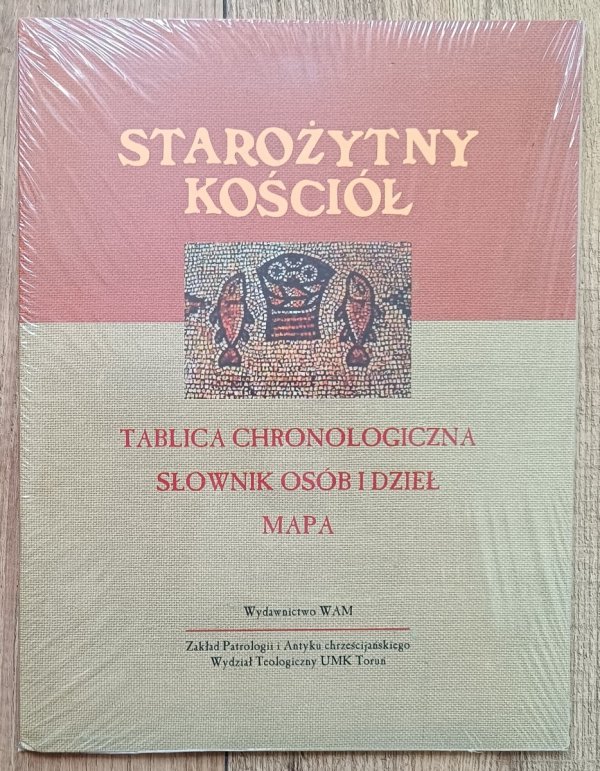 STAROŻYTNY
KOŚCIÓŁ
TABLICA CHRONOLOGICZNA
SŁOWNIK OSÓB I DZIEŁ
MAPA
Wydawnictwo WAM
Zakład Patrologii i Antyku chrześcijańskiego
Wydział Teologiczny UMK Toruń